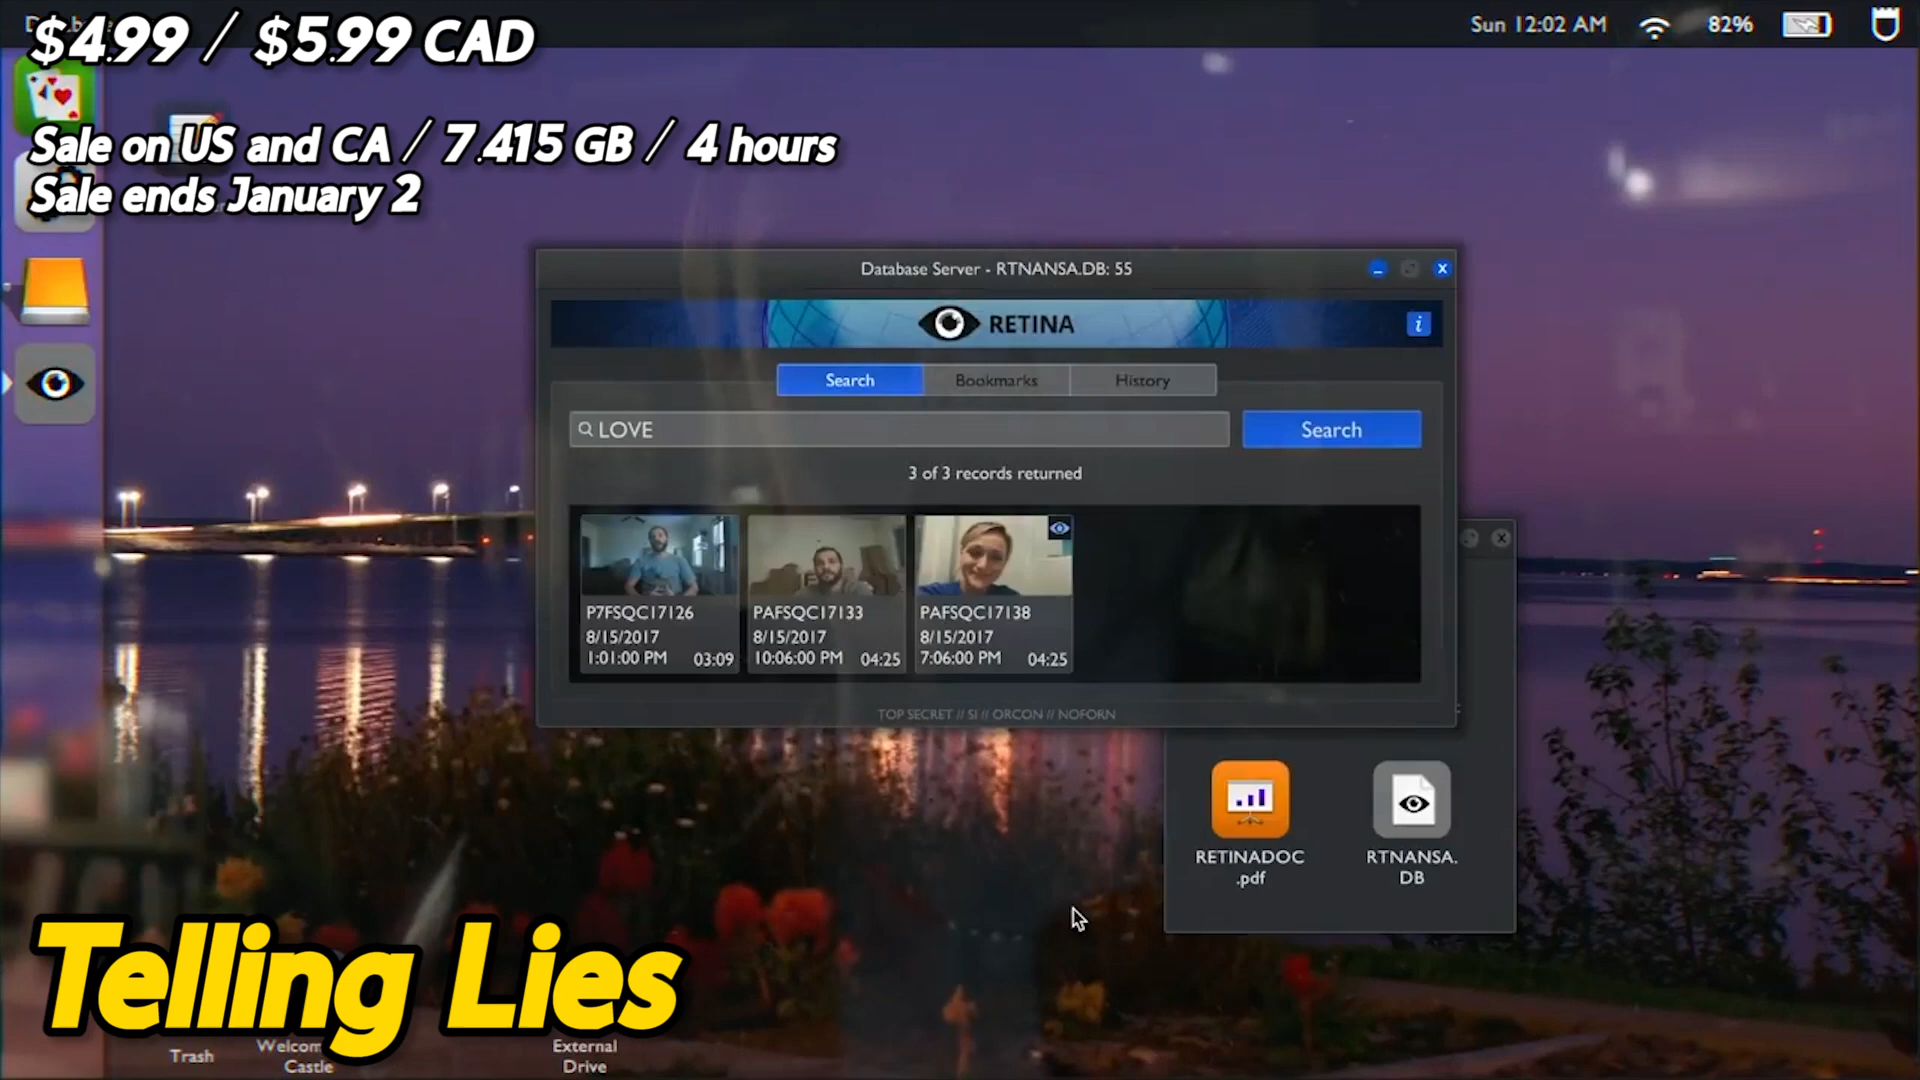 $4.99 / $5.99 CAD
Sun 12:02 AM
82%
Sale on US and CA / 7.415 GB / 4 hours
Sale ends January 2
Database Server - RTNANSA.DB: 55
RETINA
i
Search
Bookmarks
History
LOVE
Search
3 of 3 records returned
P7FSQC17126
8/15/2017
1:01:00 PM 03:09
PAFSQC17133
8/15/2017
10:06:00 PM 04:25
PAFSQC17138
8/15/2017
7:06:00 PM 04:25
TOP SECRET // SI // ORCON // NOFORN
RETINADOC
.pdf
RTNANSA.
DB
Telling Lies
Trash
Castle
External
Drive